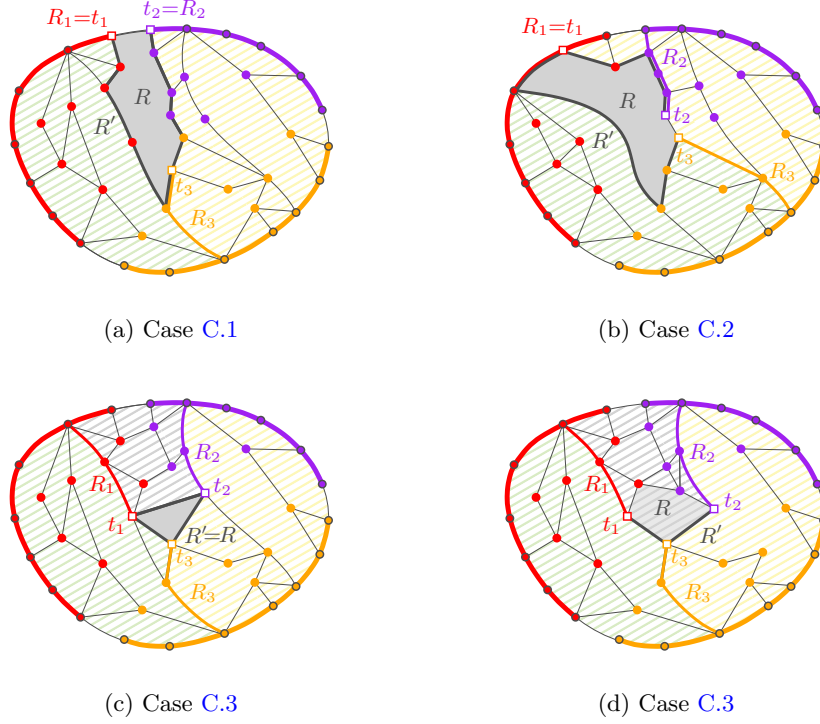 R₁=t₁ t₂=R₂
R
R'
t₃
R₃
(a) Case C.1
R₁=t₁
R₂
R
t₂
R'
t₃
R₃
(b) Case C.2
R₁
R₂
t₂
t₁
R'=R
t₃
R₃
(c) Case C.3
R₁
R₂
R
t₂
t₁
R'
t₃
R₃
(d) Case C.3